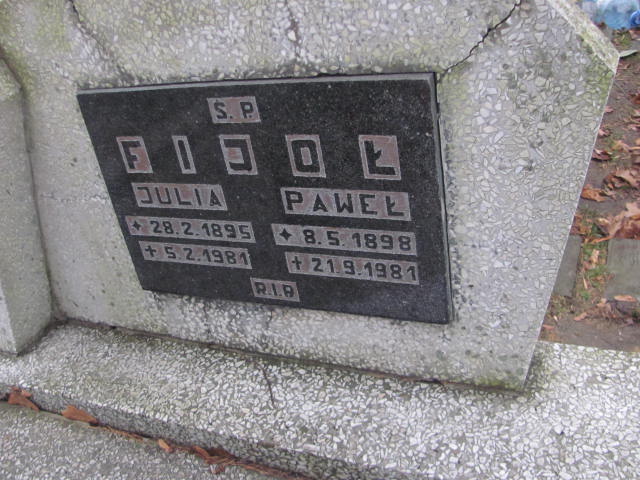 Ś. P.
FIJOŁ
JULIA PAWEŁ
✦ 28.2.1895 ✦ 8.5.1898
✝ 5.2.1981 ✝ 21.9.1981
R.I.P